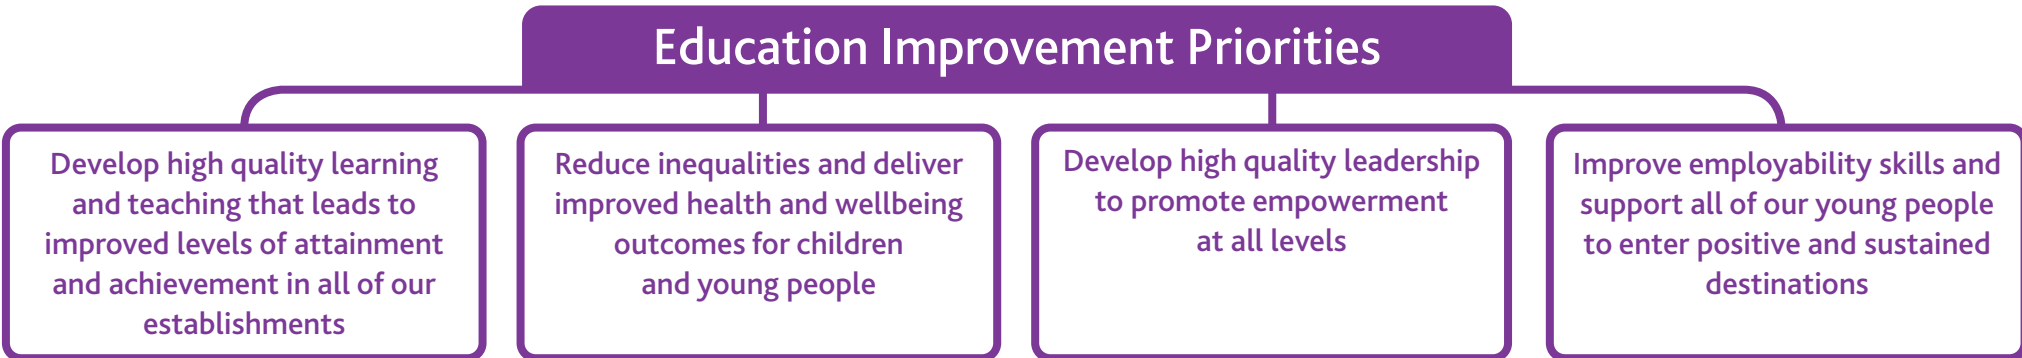 Education Improvement Priorities
Develop high quality learning
and teaching that leads to
improved levels of attainment
and achievement in all of our
establishments
Reduce inequalities and deliver
improved health and wellbeing
outcomes for children
and young people
Develop high quality leadership
to promote empowerment
at all levels
Improve employability skills and
support all of our young people
to enter positive and sustained
destinations